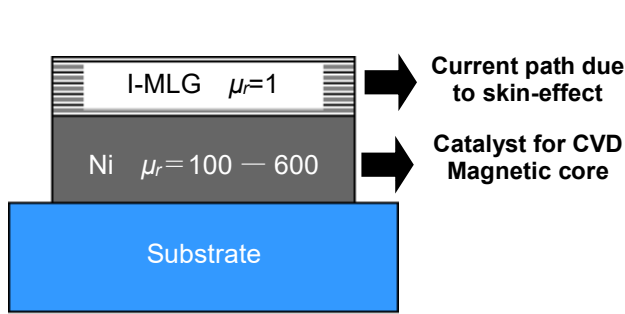 I-MLG μr=1
Current path due
to skin-effect
Ni μr＝100 － 600
Catalyst for CVD
Magnetic core
Substrate